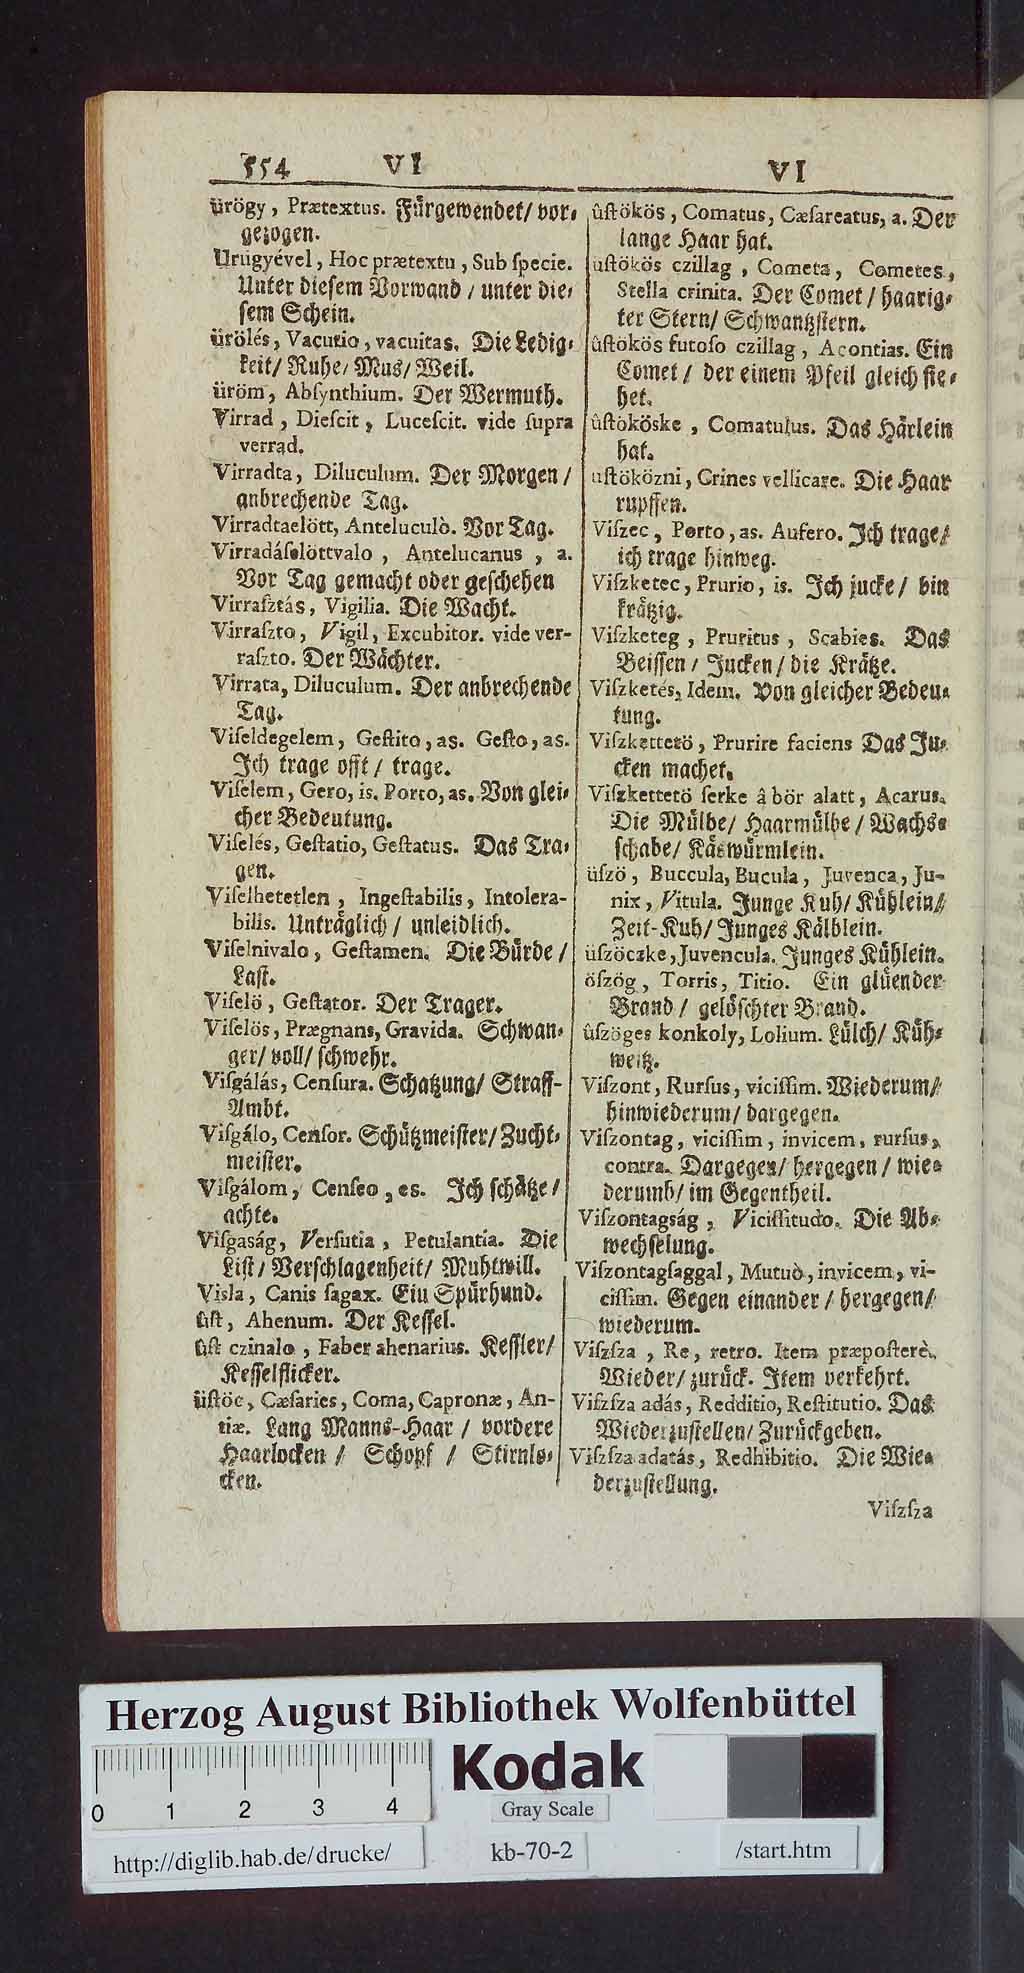 554 VI VI
ürögy, Prætextus. Fürgewendet/ vor-
gezogen.
Ürügyével, Hoc prætextu, Sub ſpecie.
Unter dieſem Vorwand / unter die-
ſem Schein.
ürölés, Vacutio, vacuitas. Die Ledig-
keit/ Ruhe/ Mus/ Weil.
üröm, Abſynthium. Der Wermuth.
Virrad, Dieſcit, Luceſcit. vide ſupra
verrad.
Virradta, Diluculum. Der Morgen /
anbrechende Tag.
Virradtaelött, Anteluculò. Vor Tag.
Virradáſelöttvalo, Antelucanus, a.
Vor Tag gemacht oder geſchehen
Virraſztás, Vigilia. Die Wacht.
Virraſzto, Vigil, Excubitor. vide ver-
raſzto. Der Wächter.
Virrata, Diluculum. Der anbrechende
Tag.
Viſeldegelem, Geſtito, as. Geſto, as.
Ich trage offt / trage.
Viſelem, Gero, is. Porto, as. Von glei-
cher Bedeutung.
Viſelés, Geſtatio, Geſtatus. Das Tra-
gen.
Viſelhetetlen, Ingeſtabilis, Intolera-
bilis. Unträglich / unleidlich.
Viſelnivalo, Geſtamen. Die Bürde /
Laſt.
Viſelö, Geſtator. Der Trager.
Viſelös, Prægnans, Gravida. Schwan-
ger/ voll/ ſchwehr.
Viſgálás, Cenſura. Schatzung/ Straff-
Ambt.
Viſgálo, Cenſor. Schützmeiſter/ Zucht-
meiſter.
Viſgálom, Cenſeo, es. Ich ſchätze /
achte.
Viſgaság, Verſutia, Petulantia. Die
Liſt / Verſchlagenheit/ Muhtwill.
Visla, Canis ſagax. Ein Spürhund.
ûſt, Ahenum. Der Keſſel.
ûſt czinalo, Faber ahenarius. Keſſler/
Keſſelflicker.
üſtöc, Cæſaries, Coma, Capronæ, An-
tiæ. Lang Manns-Haar / vordere
Haarlocken / Schopf / Stirnlo-
cken.
ûſtökös, Comatus, Cæſareatus, a. Der
lange Haar hat.
ûſtökös czillag, Cometa, Cometes,
Stella crinita. Der Comet / haarig-
ter Stern/ Schwantzſtern.
ûſtökös futoſo czillag, Acontias. Ein
Comet / der einem Pfeil gleich ſie-
het.
ûſtököske, Comatulus. Das Härlein
hat.
uſtököznì, Crines vellicare. Die Haar
rupffen.
Viſzec, Porto, as. Aufero. Ich trage/
ich trage hinweg.
Viſzketec, Prurio, is. Ich jucke / bin
krätzig.
Viſzketeg, Pruritus, Scabies. Das
Beiſſen / Jucken / die Krätze.
Viſzketés, Idem. Von gleicher Bedeu-
tung.
Viſzkettetö, Prurire faciens Das Ju-
cken machet.
Viſzkettetö ſerke â bör alatt, Acarus.
Die Mülbe/ Haarmülbe / Wachs-
ſchabe/ Käswürmlein.
üſzö, Buccula, Bucula, Juvenca, Ju-
nix, Vitula. Junge Kuh/ Kühlein/
Zeit-Kuh/ Junges Kälblein.
üſzöczke, Juvencula. Junges Kühlein.
öſzög, Torris, Titio. Ein glüender
Brand / gelöſchter Brand.
ûſzöges konkoly, Lolium. Lülch/ Küh-
weitz.
Viſzont, Rurſus, viciſſim. Wiederum/
hinwiederum/ dargegen.
Viſzontag, viciſſim, invicem, rurſus,
contra. Dargegen/ hergegen / wie-
derumb/ im Gegentheil.
Viſzontagság, Viciſſitudo. Die Ab-
wechſelung.
Viſzontagſaggal, Mutuò, invicem, vi-
ciſſim. Gegen einander / hergegen/
wiederum.
Viſzſza, Re, retro. Item præpoſterè.
Wieder/ zurück. Item verkehrt.
Viſzſza adás, Redditio, Reſtitutio. Das
Wiederzuſtellen/ Zurückgeben.
Viſzſza adatás, Redhibitio. Die Wie-
derzuſtellung.
Viſzſza
Herzog August Bibliothek Wolfenbüttel
0 1 2 3 4
Kodak
Gray Scale
http://diglib.hab.de/drucke/ kb-70-2 /start.htm